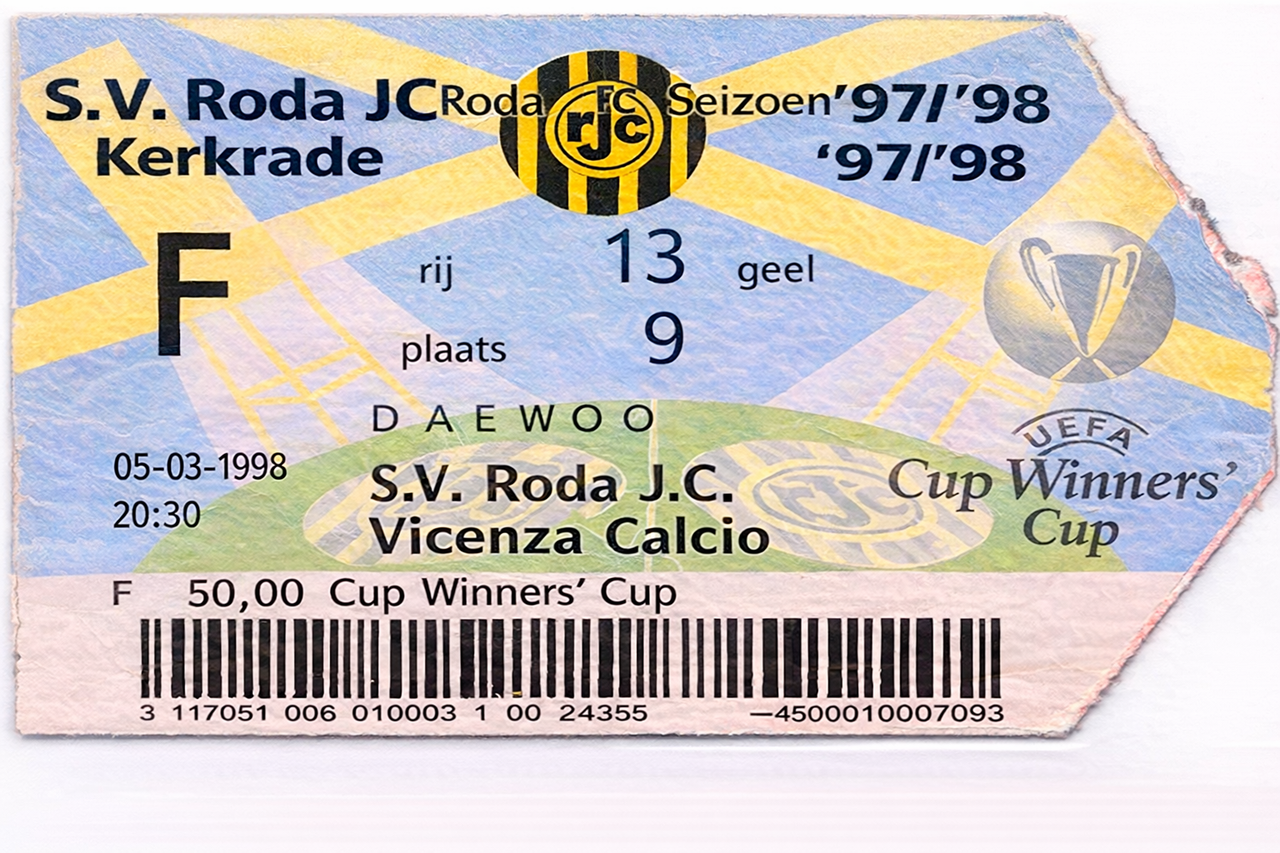 S.V. Roda JC Roda Seizoen '97/'98
Kerkrade '97/'98
FC
rJc
F rij 13 geel
plaats 9
DAEWOO
05-03-1998 S.V. Roda J.C.
20:30 Vicenza Calcio
UEFA
Cup Winners'
Cup
F 50,00 Cup Winners' Cup
3 117051 006 010003 1 00 24355 —4500010007093